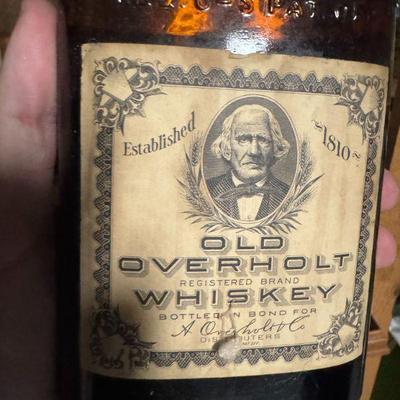 Established
1810
OLD
OVERHOLT
REGISTERED BRAND
WHISKEY
BOTTLED IN BOND FOR
A. Overholt & Co
DISTRIBUTERS